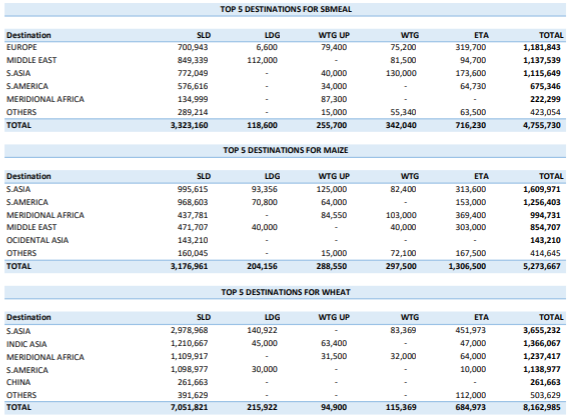 TOP 5 DESTINATIONS FOR SBMEAL
Destination SLD LDG WTG UP WTG ETA TOTAL
EUROPE 700,943 6,600 79,400 75,200 319,700 1,181,843
MIDDLE EAST 849,339 112,000 - 81,500 94,700 1,137,539
S.ASIA 772,049 - 40,000 130,000 173,600 1,115,649
S.AMERICA 576,616 - 34,000 - 64,730 675,346
MERIDIONAL AFRICA 134,999 - 87,300 - - 222,299
OTHERS 289,214 - 15,000 55,340 63,500 423,054
TOTAL 3,323,160 118,600 255,700 342,040 716,230 4,755,730
TOP 5 DESTINATIONS FOR MAIZE
Destination SLD LDG WTG UP WTG ETA TOTAL
S.ASIA 995,615 93,356 125,000 82,400 313,600 1,609,971
S.AMERICA 968,603 70,800 64,000 - 153,000 1,256,403
MERIDIONAL AFRICA 437,781 - 84,550 103,000 369,400 994,731
MIDDLE EAST 471,707 40,000 - 40,000 303,000 854,707
OCIDENTAL ASIA 143,210 - - - - 143,210
OTHERS 160,045 - 15,000 72,100 167,500 414,645
TOTAL 3,176,961 204,156 288,550 297,500 1,306,500 5,273,667
TOP 5 DESTINATIONS FOR WHEAT
Destination SLD LDG WTG UP WTG ETA TOTAL
S.ASIA 2,978,968 140,922 - 83,369 451,973 3,655,232
INDIC ASIA 1,210,667 45,000 63,400 - 47,000 1,366,067
MERIDIONAL AFRICA 1,109,917 - 31,500 32,000 64,000 1,237,417
S.AMERICA 1,098,977 30,000 - - 10,000 1,138,977
CHINA 261,663 - - - - 261,663
OTHERS 391,629 - - - 112,000 503,629
TOTAL 7,051,821 215,922 94,900 115,369 684,973 8,162,985